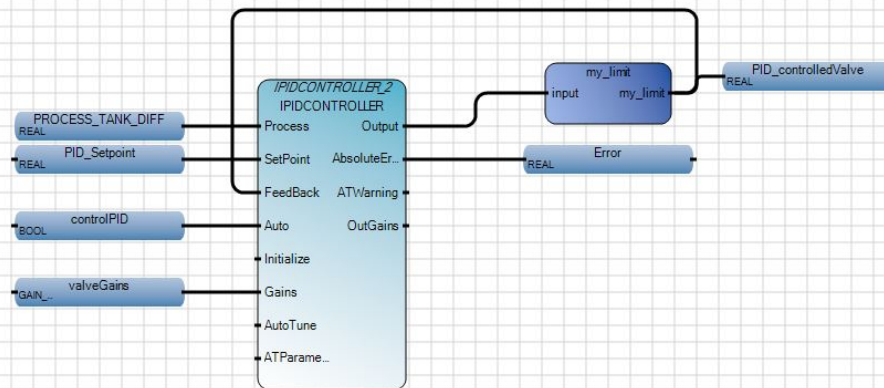 my_limit
input my_limit
PID_controlledValve
REAL
IPIDCONTROLLER_2
IPIDCONTROLLER
PROCESS_TANK_DIFF
REAL
Process Output
PID_Setpoint
REAL
SetPoint AbsoluteEr...
Error
REAL
FeedBack ATWarning
controlPID
BOOL
Auto OutGains
Initialize
valveGains
GAIN_..
Gains
AutoTune
ATParame...